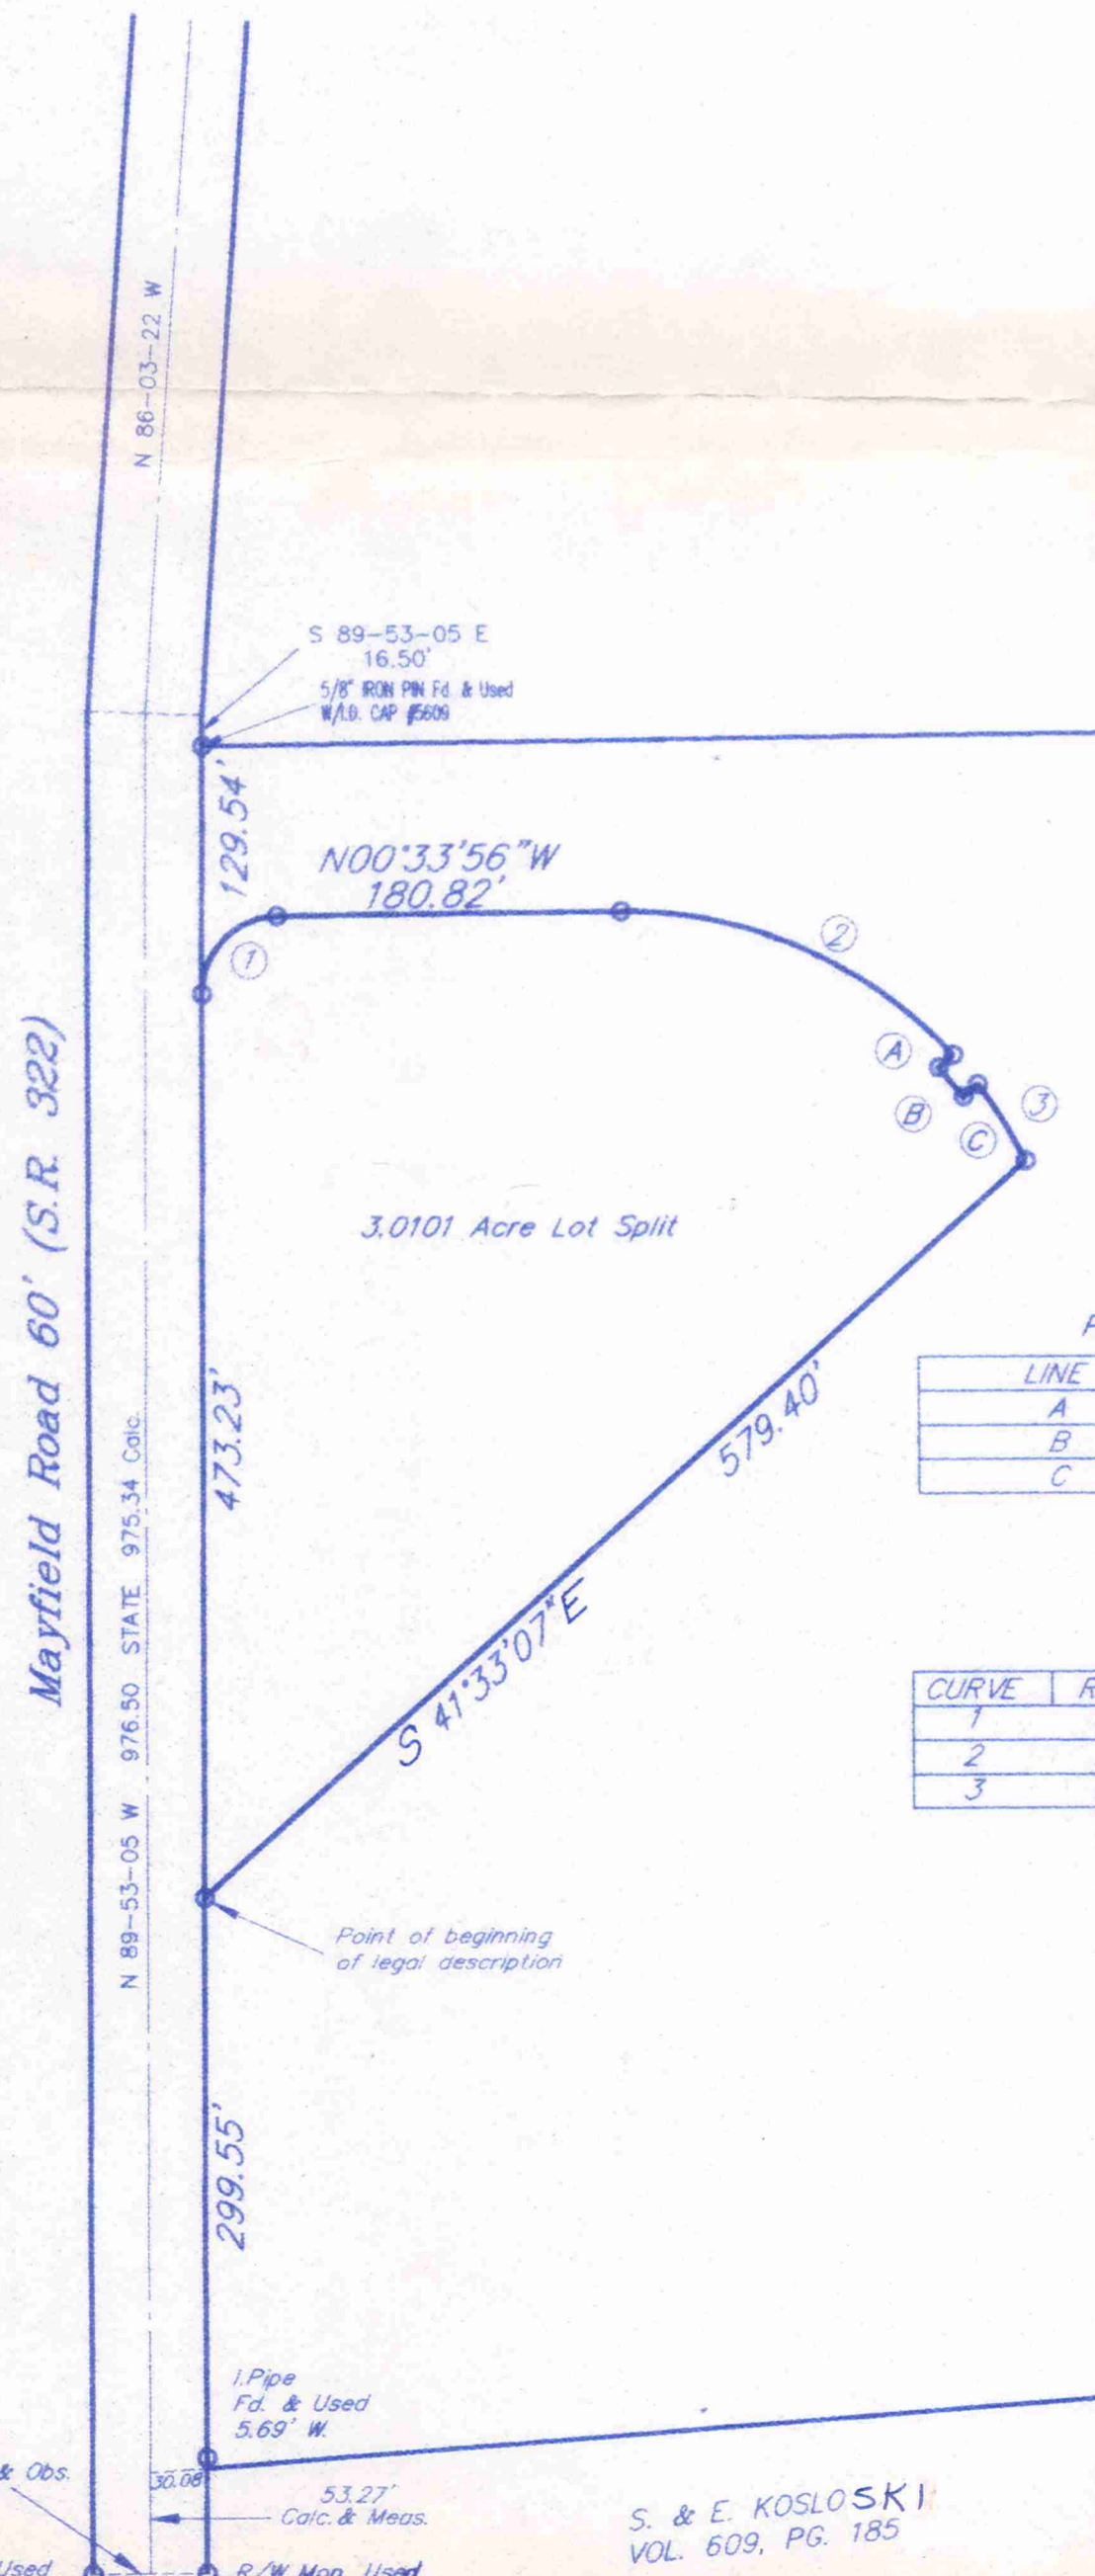 N 86-03-22 W
S 89-53-05 E
16.50'
5/8" IRON PIN Fd. & Used
W/I.D. CAP #5609
129.54'
N00°33'56"W
180.82'
1
2
A
B
C
3
Mayfield Road 60' (S.R. 322)
3.0101 Acre Lot Split
473.23'
579.40'
S 41°33'07"E
LINE
A
B
C
CURVE
1
2
3
N 89-53-05 W 976.50 STATE 975.34 Calc.
Point of beginning
of legal description
299.55'
I.Pipe
Fd. & Used
5.69' W.
& Obs.
30.08
53.27'
Calc. & Meas.
S. & E. KOSLOSKI
VOL. 609, PG. 185
Used
R/W Mon. Used